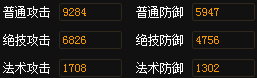 普通攻击 9284 普通防御 5947
绝技攻击 6826 绝技防御 4756
法术攻击 1708 法术防御 1302